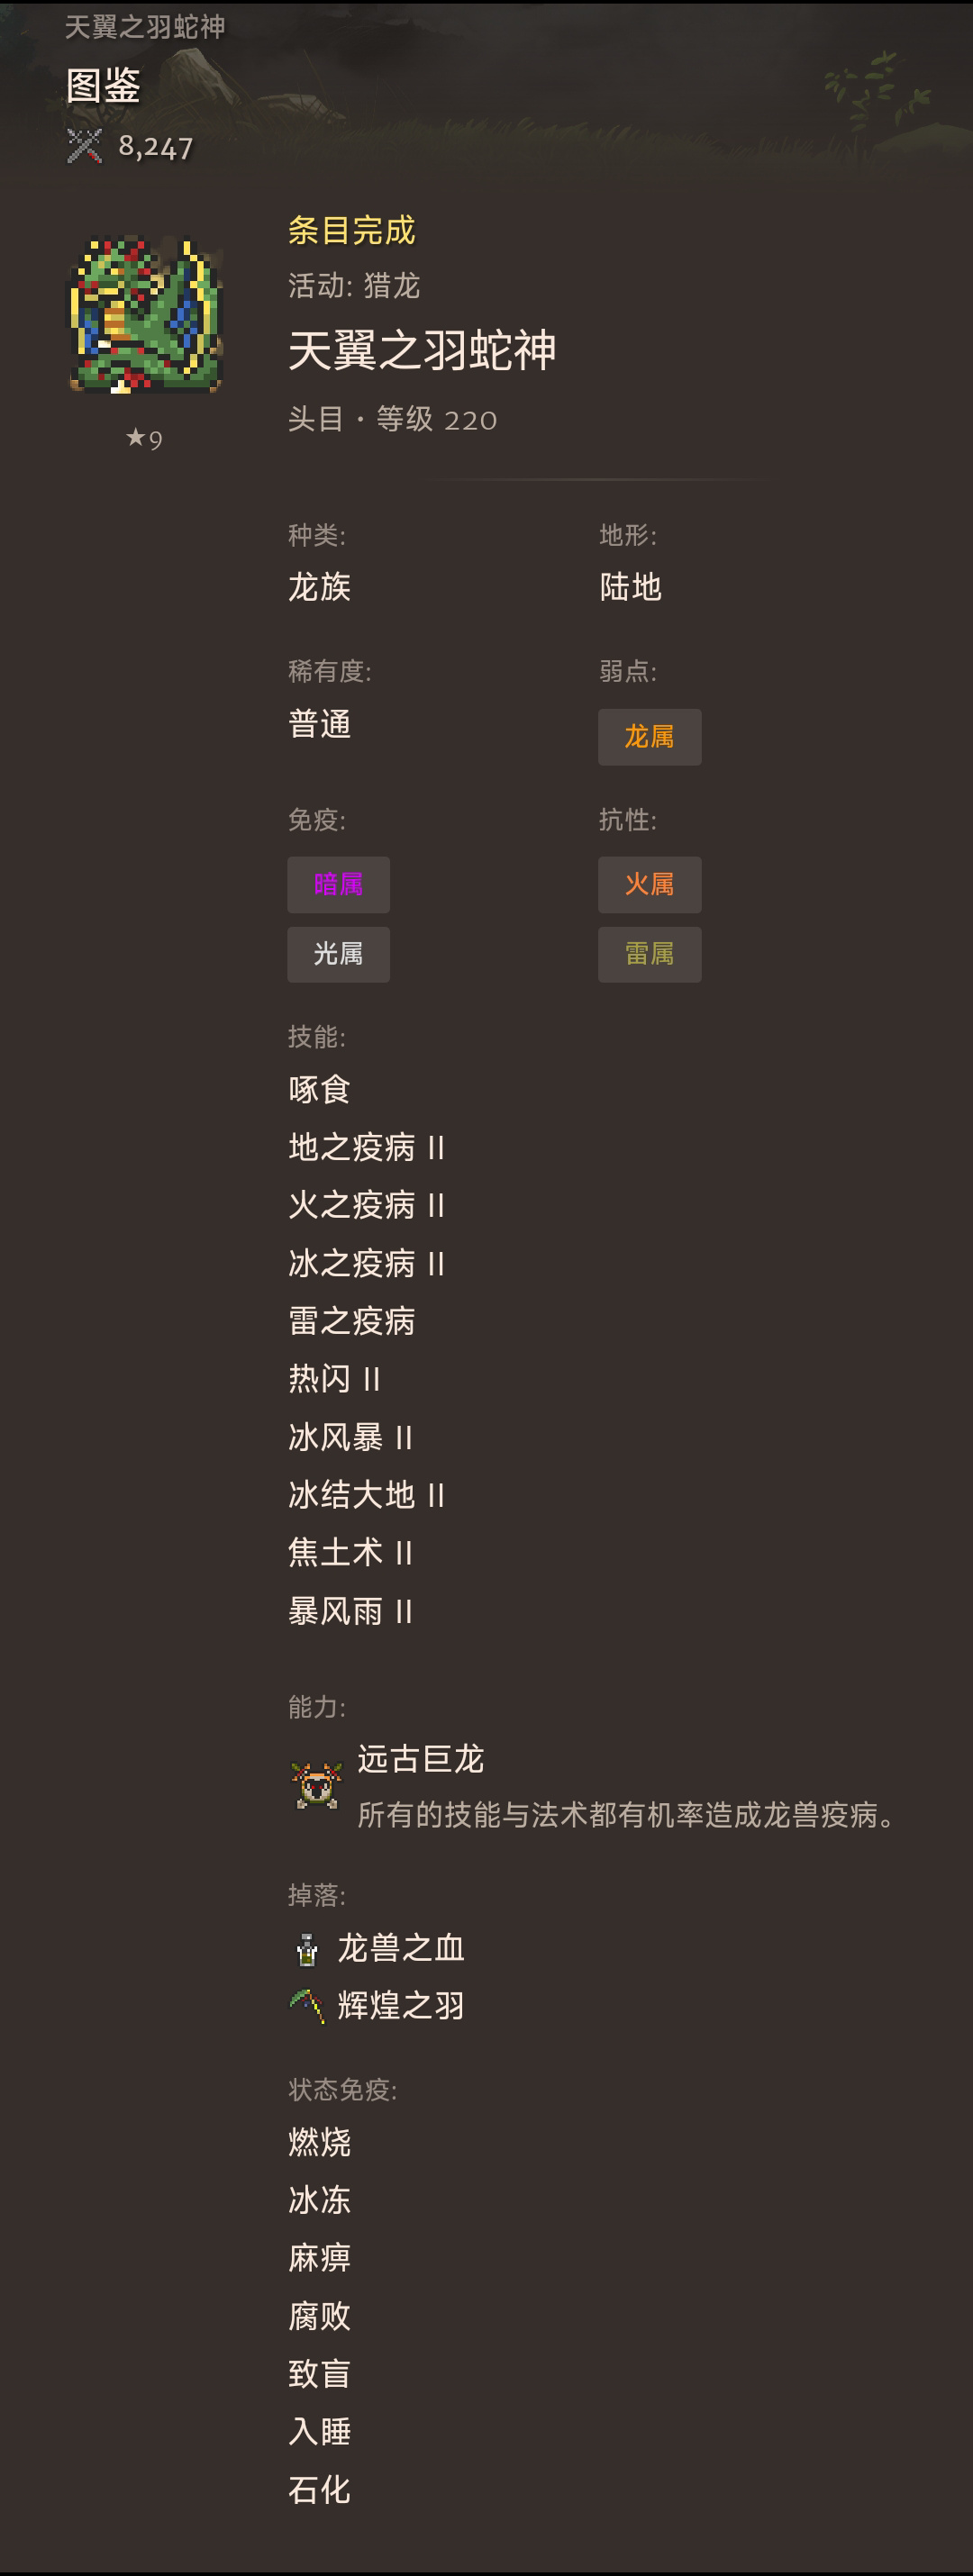 天翼之羽蛇神
图鉴
8,247
条目完成
活动: 猎龙
天翼之羽蛇神
头目・等级 220
★9
种类:
地形:
龙族
陆地
稀有度:
弱点:
普通
龙属
免疫:
抗性:
暗属
火属
光属
雷属
技能:
啄食
地之疫病 II
火之疫病 II
冰之疫病 II
雷之疫病
热闪 II
冰风暴 II
冰结大地 II
焦土术 II
暴风雨 II
能力:
远古巨龙
所有的技能与法术都有机率造成龙兽疫病。
掉落:
龙兽之血
辉煌之羽
状态免疫:
燃烧
冰冻
麻痹
腐败
致盲
入睡
石化